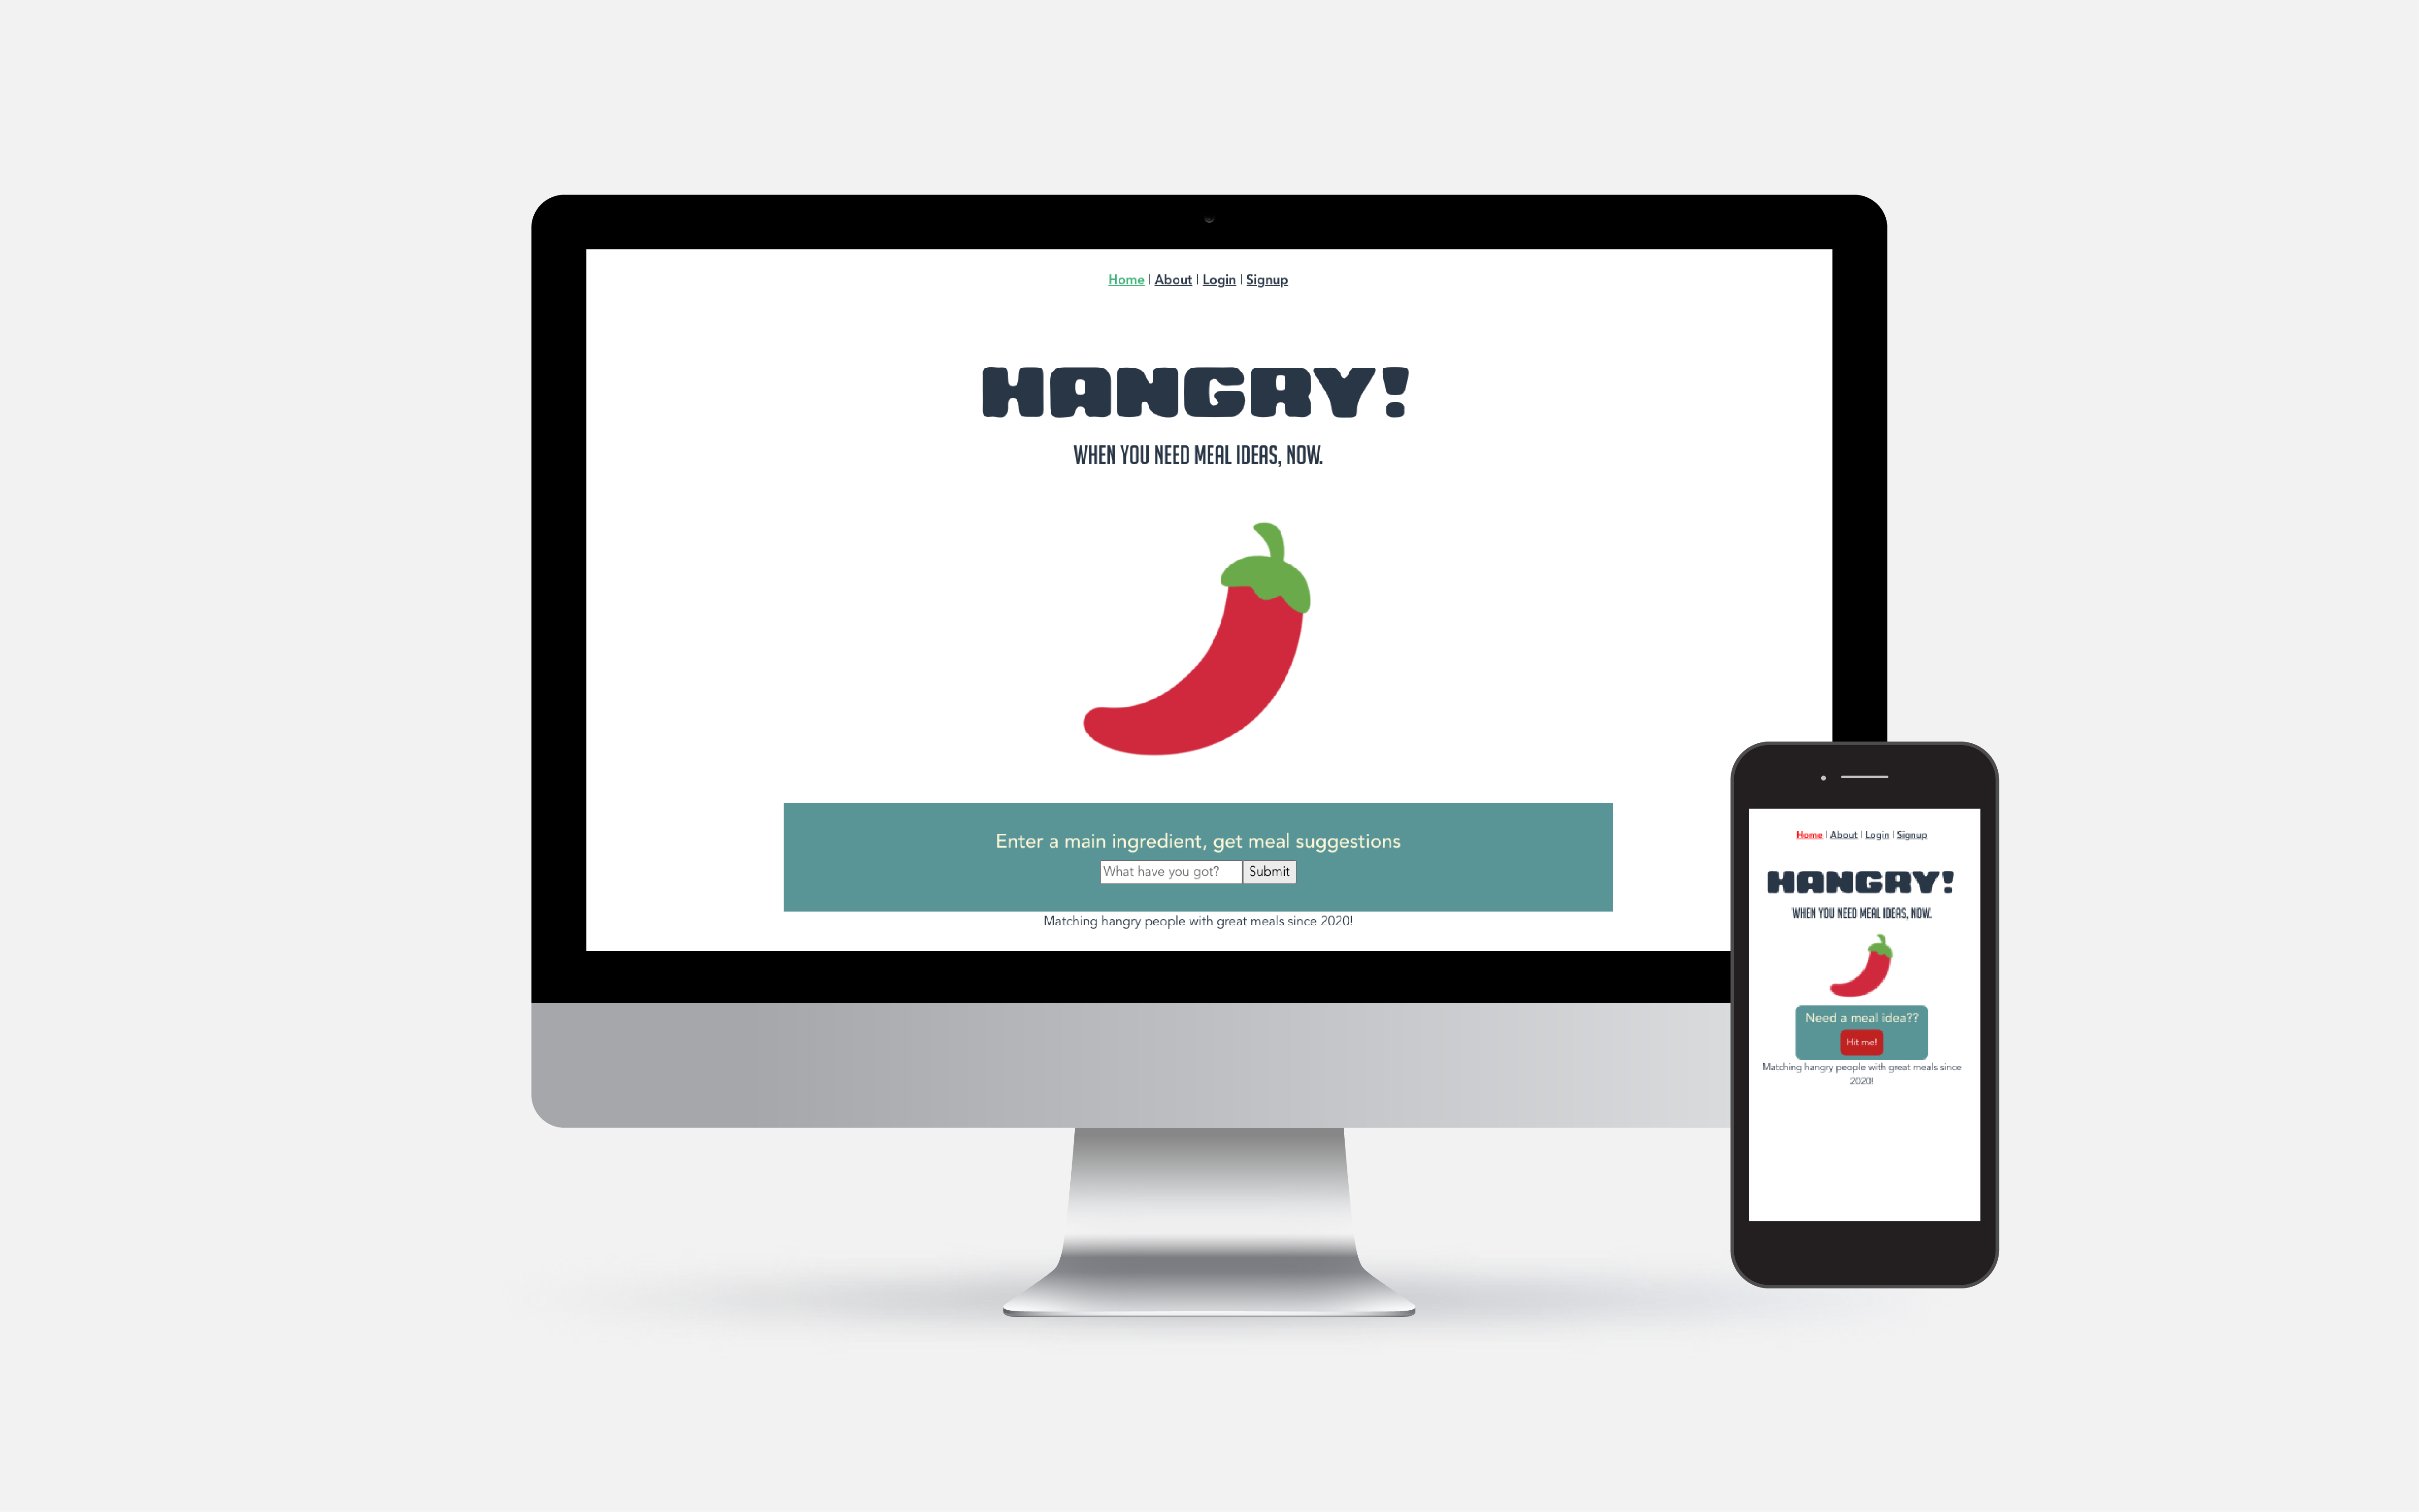 Home | About | Login | Signup
HANGRY!
WHEN YOU NEED MEAL IDEAS, NOW.
Enter a main ingredient, get meal suggestions
What have you got? Submit
Matching hangry people with great meals since 2020!
Home | About | Login | Signup
HANGRY!
WHEN YOU NEED MEAL IDEAS, NOW.
Need a meal idea??
Hit me!
Matching hangry people with great meals since
2020!